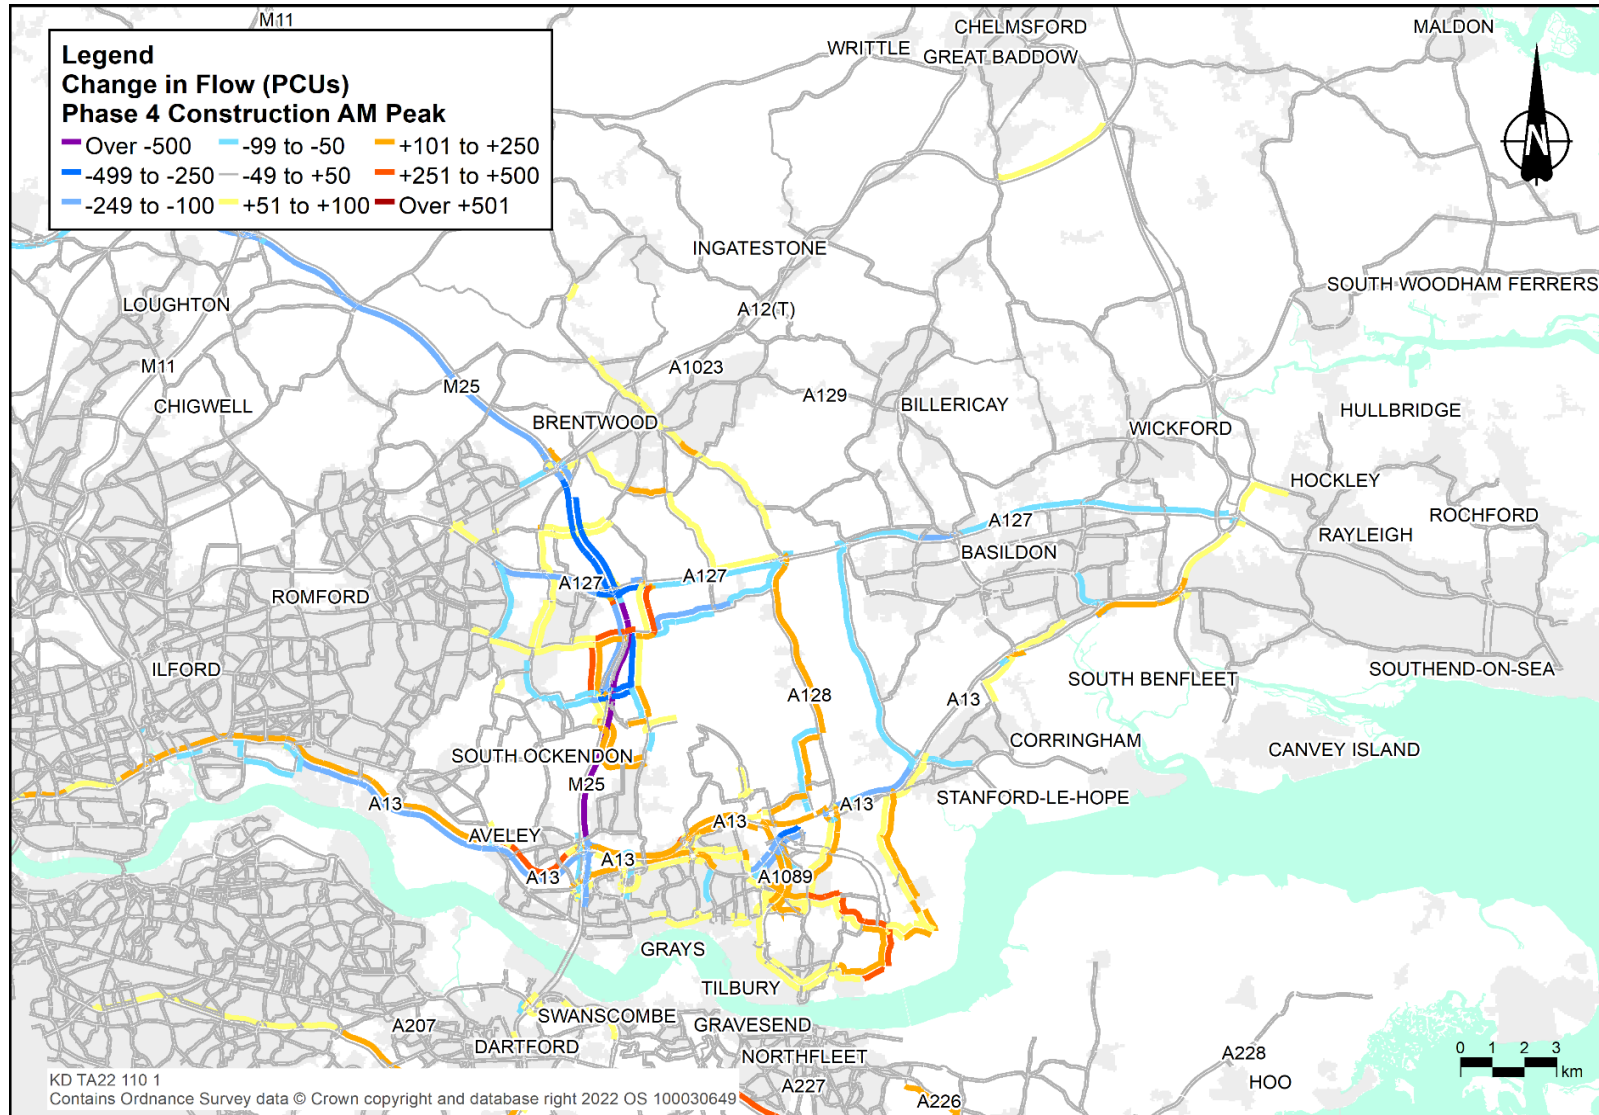 M11
CHELMSFORD
MALDON
WRITTLE
GREAT BADDOW
Legend
Change in Flow (PCUs)
Phase 4 Construction AM Peak
Over -500
-99 to -50
+101 to +250
-499 to -250
-49 to +50
+251 to +500
-249 to -100
+51 to +100
Over +501
N
INGATESTONE
SOUTH WOODHAM FERRERS
LOUGHTON
A12(T)
M11
M25
A1023
A129
CHIGWELL
BILLERICAY
HULLBRIDGE
BRENTWOOD
WICKFORD
HOCKLEY
ROCHFORD
A127
RAYLEIGH
BASILDON
A127
A127
ROMFORD
ILFORD
SOUTHEND-ON-SEA
SOUTH BENFLEET
A128
A13
CORRINGHAM
CANVEY ISLAND
SOUTH OCKENDON
M25
STANFORD-LE-HOPE
A13
A13
A13
AVELEY
A13
A13
A1089
GRAYS
TILBURY
SWANSCOMBE
GRAVESEND
A207
DARTFORD
NORTHFLEET
A228
A227
HOO
A226
0 1 2 3
km
KD TA22 110 1
Contains Ordnance Survey data © Crown copyright and database right 2022 OS 100030649